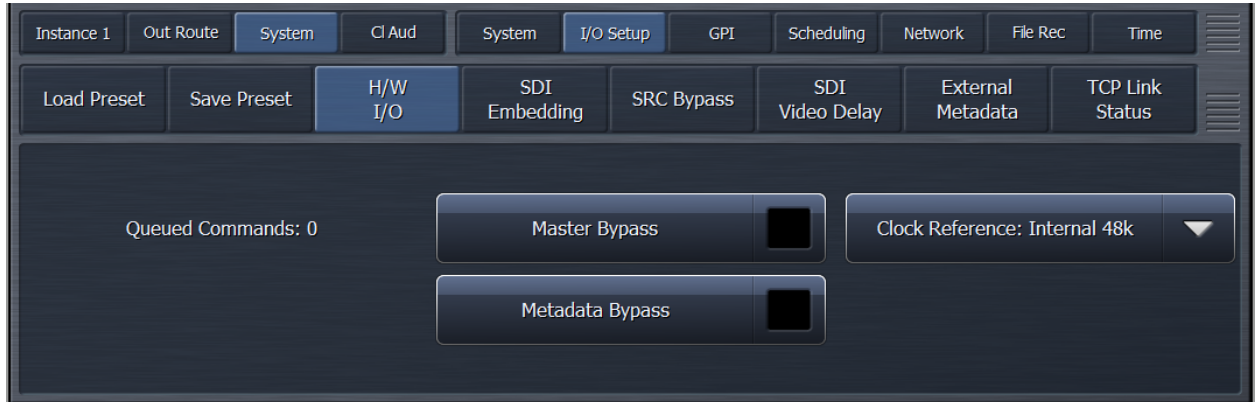 Instance 1 Out Route System Cl Aud System I/O Setup GPI Scheduling Network File Rec Time
Load Preset Save Preset H/W I/O SDI Embedding SRC Bypass SDI Video Delay External Metadata TCP Link Status
Queued Commands: 0 Master Bypass Clock Reference: Internal 48k
Metadata Bypass